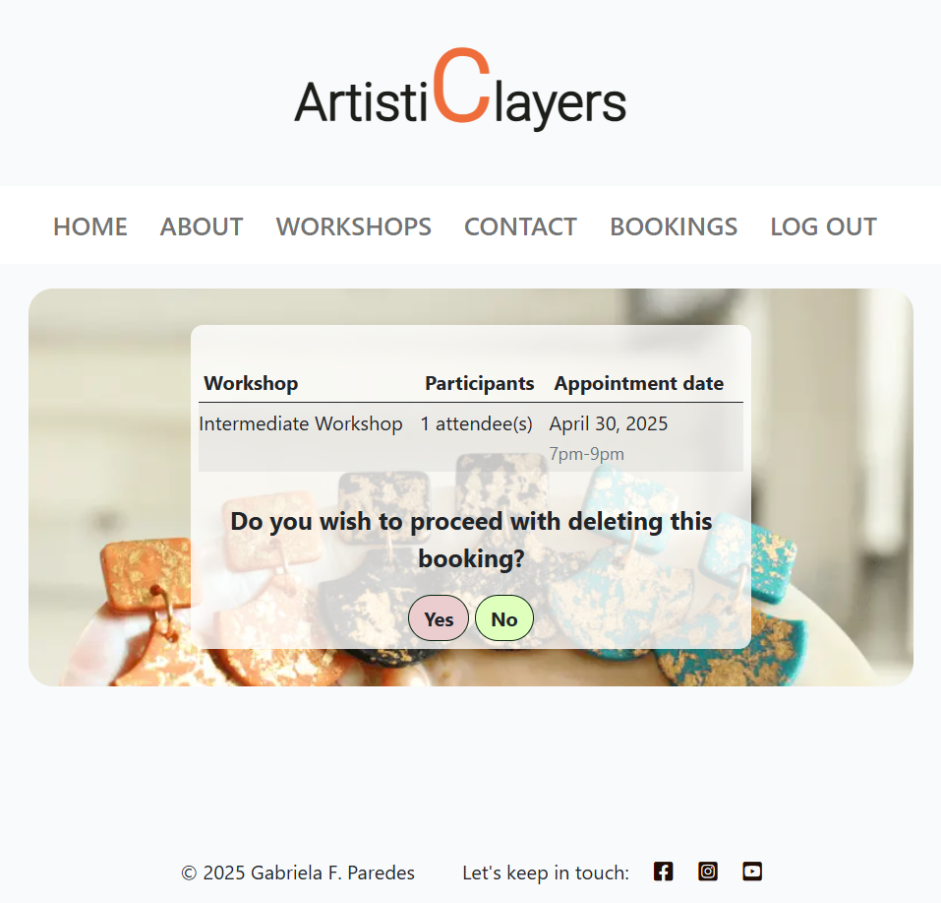 ArtistiClayers
HOME ABOUT WORKSHOPS CONTACT BOOKINGS LOG OUT
Workshop Participants Appointment date
Intermediate Workshop 1 attendee(s) April 30, 2025
7pm-9pm
Do you wish to proceed with deleting this
booking?
Yes No
© 2025 Gabriela F. Paredes Let's keep in touch: